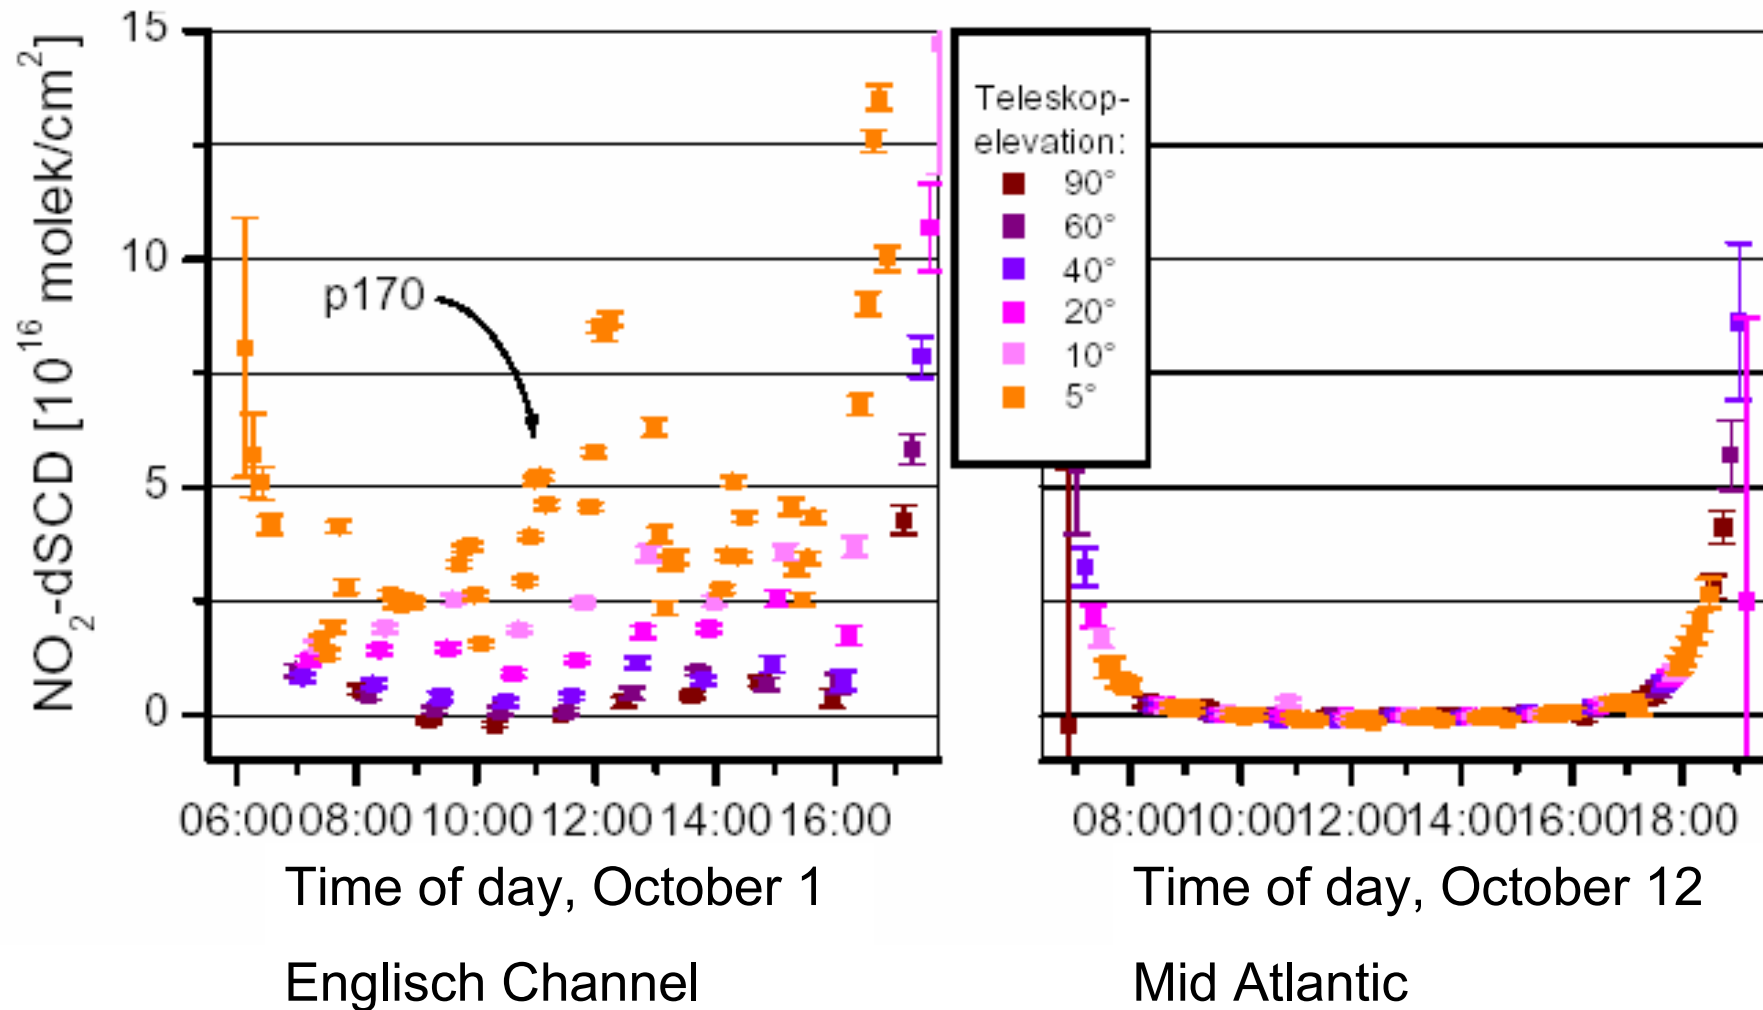 NO2-dSCD [10^16 molek/cm^2]
15
10
5
0
p170
Teleskop-
elevation:
90°
60°
40°
20°
10°
5°
06:00 08:00 10:00 12:00 14:00 16:00
08:00 10:00 12:00 14:00 16:00 18:00
Time of day, October 1
Time of day, October 12
Englisch Channel
Mid Atlantic